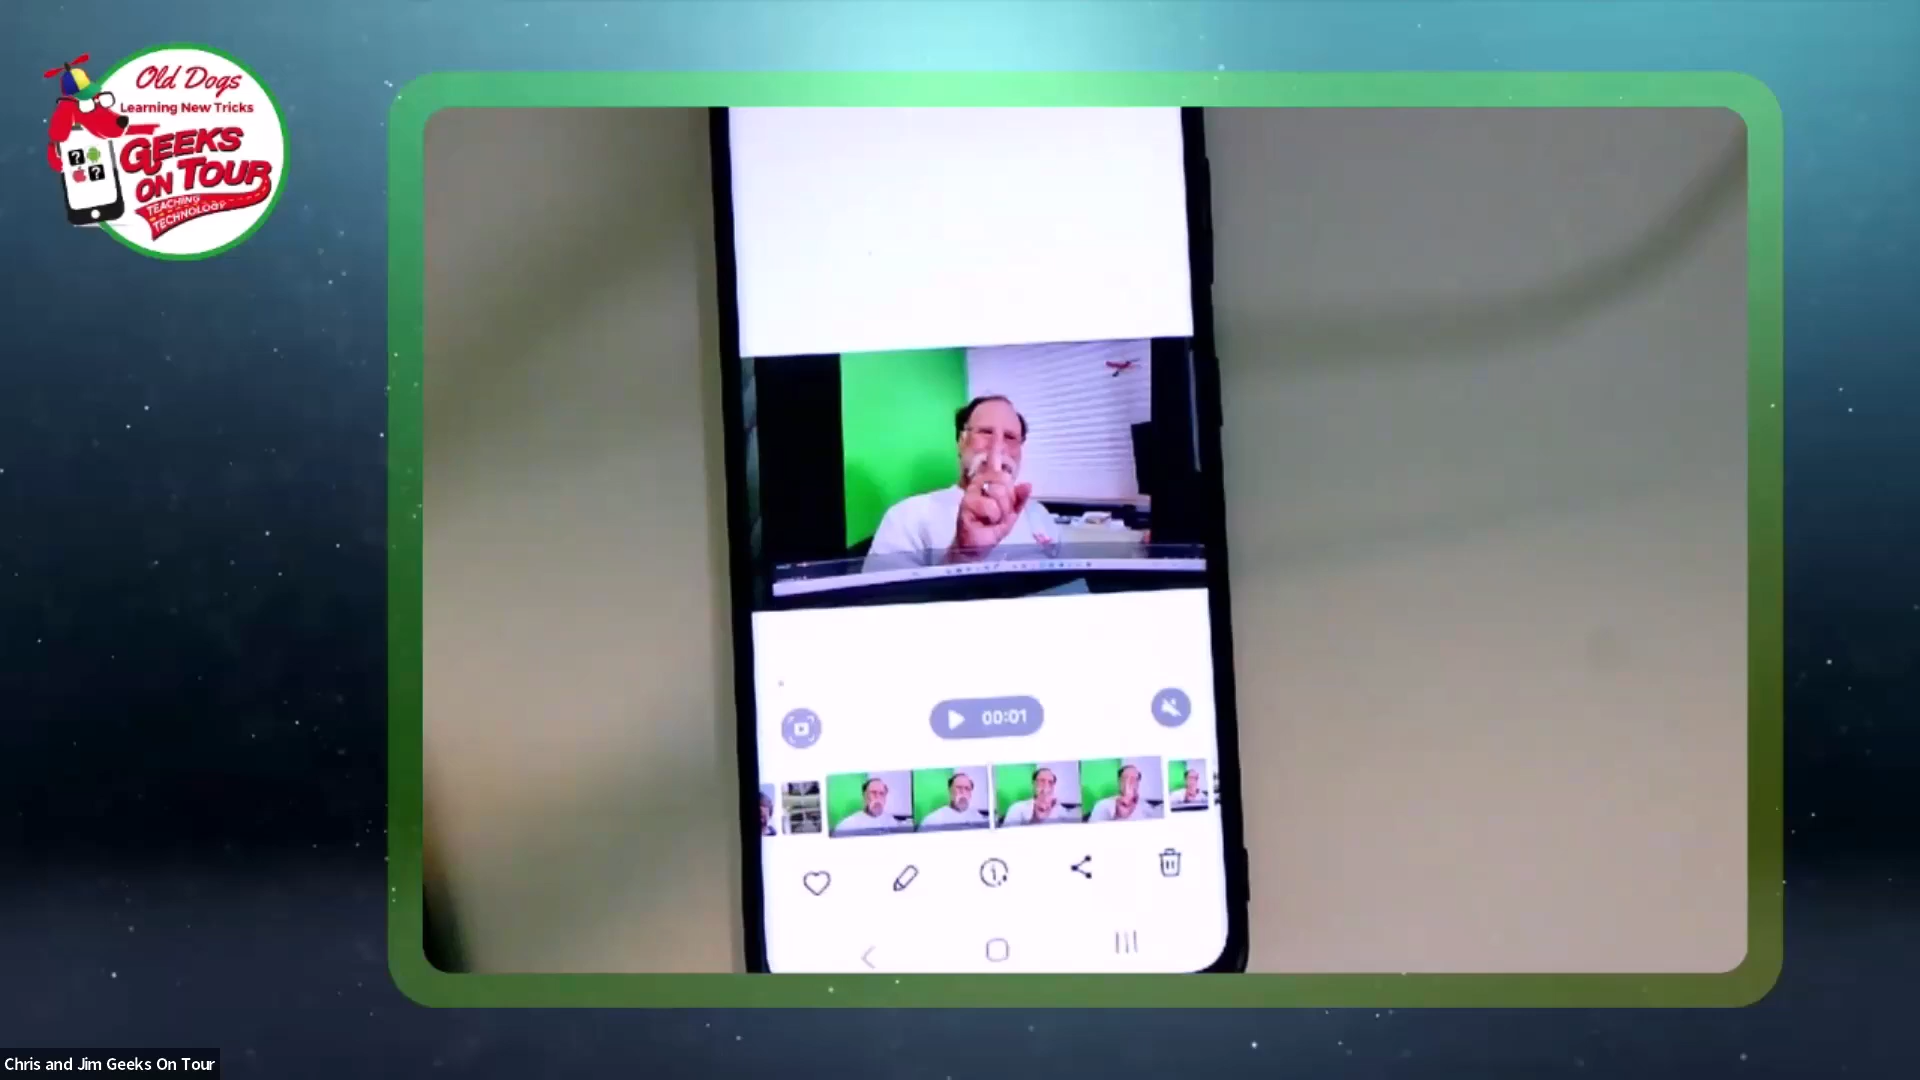 Old Dogs
Learning New Tricks
GEEKS
ON TOUR
TEACHING
TECHNOLOGY
? 
?
00:01
Chris and Jim Geeks On Tour